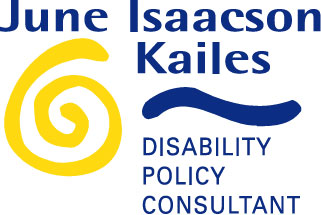 June Isaacson
Kailes
DISABILITY
POLICY
CONSULTANT